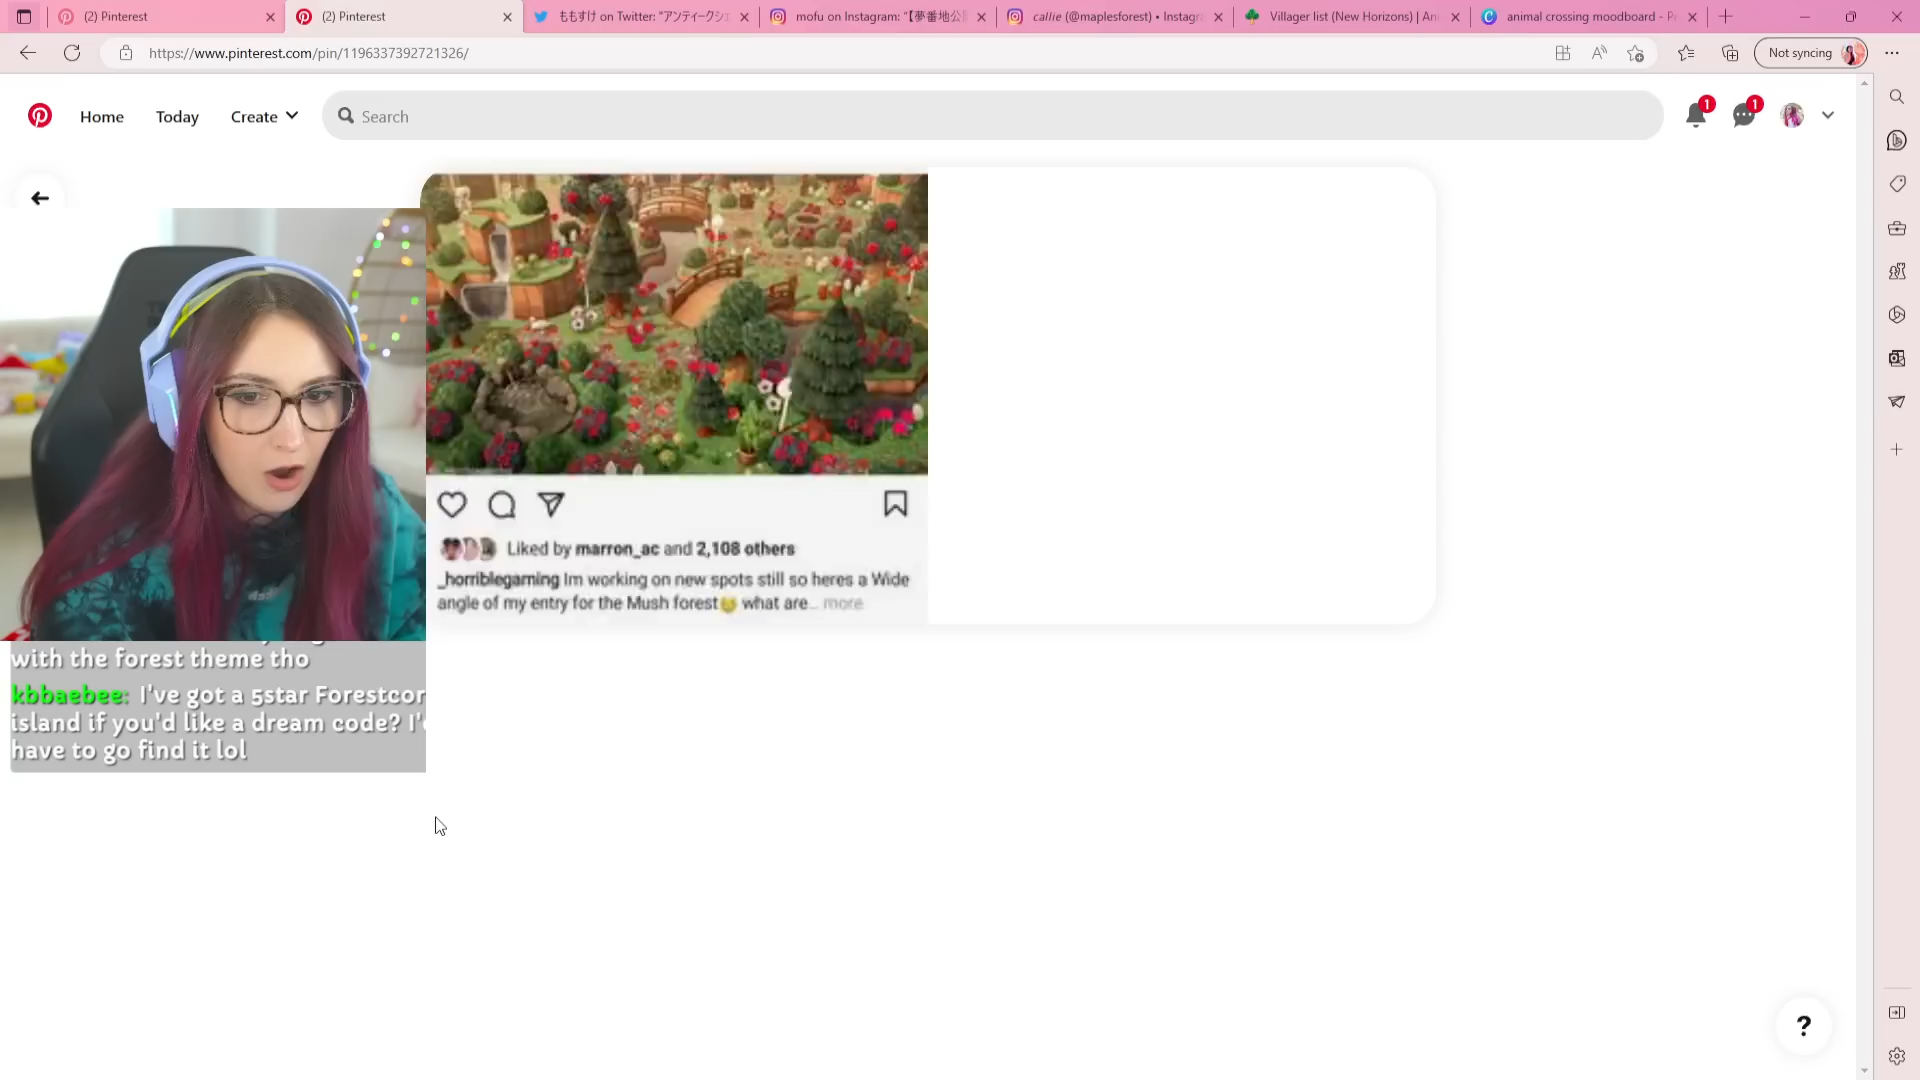 (2) Pinterest
(2) Pinterest
ももすけ on Twitter: "アンティークシェ
mofu on Instagram: "【夢番地公
callie (@maplesforest) • Instagra
Villager list (New Horizons) | An
animal crossing moodboard - P
https://www.pinterest.com/pin/1196337392721326/
Not syncing
Home
Today
Create
Search
1
1
Liked by marron_ac and 2,108 others
_horriblegaming Im working on new spots still so heres a Wide
angle of my entry for the Mush forest😊 what are... more
with the forest theme tho
kbbaebee: I've got a 5star Forestcor
island if you'd like a dream code? I'
have to go find it lol
?